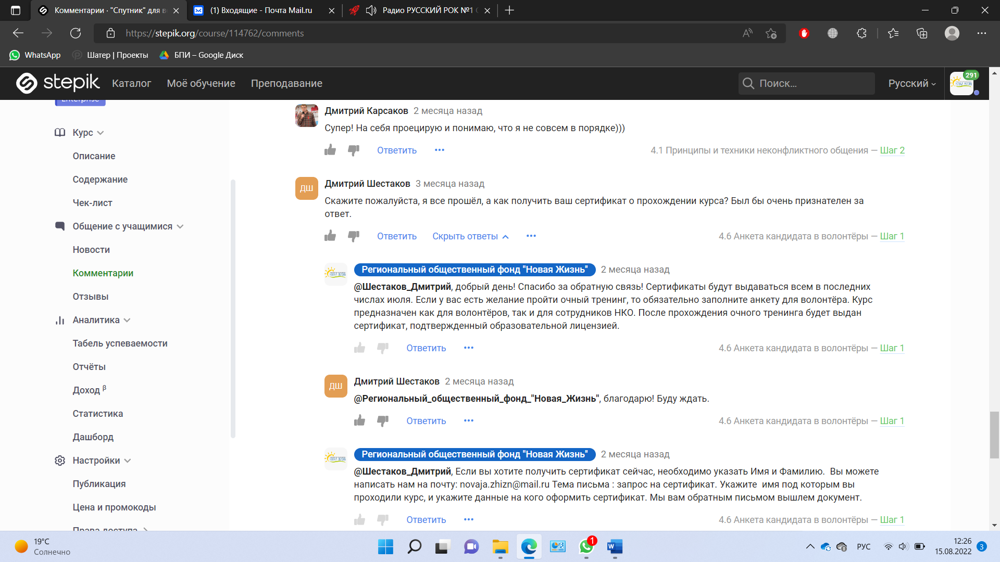 Комментарии · "Спутник" для в
(1) Входящие - Почта Mail.ru
Радио РУССКИЙ РОК №1
https://stepik.org/course/114762/comments
WhatsApp
Шатер | Проекты
БПИ – Google Диск
stepik
Каталог
Моё обучение
Преподавание
Поиск...
Русский
291
Enterprise
Курс
Описание
Содержание
Чек-лист
Общение с учащимися
Новости
Комментарии
Отзывы
Аналитика
Табель успеваемости
Отчёты
Доход β
Статистика
Дашборд
Настройки
Публикация
Цена и промокоды
Права доступа
Дмитрий Карсаков 2 месяца назад
Супер! На себя проецирую и понимаю, что я не совсем в порядке)))
Ответить
4.1 Принципы и техники неконфликтного общения — Шаг 2
ДШ
Дмитрий Шестаков 3 месяца назад
Скажите пожалуйста, я все прошёл, а как получить ваш сертификат о прохождении курса? Был бы очень признателен за
ответ.
Ответить Скрыть ответы
4.6 Анкета кандидата в волонтёры — Шаг 1
НОВАЯ ЖИЗНЬ
Региональный общественный фонд "Новая Жизнь" 2 месяца назад
@Шестаков_Дмитрий, добрый день! Спасибо за обратную связь! Сертификаты будут выдаваться всем в последних
числах июля. Если у вас есть желание пройти очный тренинг, то обязательно заполните анкету для волонтёра. Курс
предназначен как для волонтёров, так и для сотрудников НКО. После прохождения очного тренинга будет выдан
сертификат, подтвержденный образовательной лицензией.
Ответить
4.6 Анкета кандидата в волонтёры — Шаг 1
ДШ
Дмитрий Шестаков 2 месяца назад
@Региональный_общественный_фонд_"Новая_Жизнь", благодарю! Буду ждать.
Ответить
4.6 Анкета кандидата в волонтёры — Шаг 1
НОВАЯ ЖИЗНЬ
Региональный общественный фонд "Новая Жизнь" 2 месяца назад
@Шестаков_Дмитрий, Если вы хотите получить сертификат сейчас, необходимо указать Имя и Фамилию. Вы можете
написать нам на почту: novaja.zhizn@mail.ru Тема письма : запрос на сертификат. Укажите имя под которым вы
проходили курс, и укажите данные на кого оформить сертификат. Мы вам обратным письмом вышлем документ.
Ответить
4.6 Анкета кандидата в волонтёры — Шаг 1
19°C
Солнечно
1
РУС
12:26
15.08.2022
3